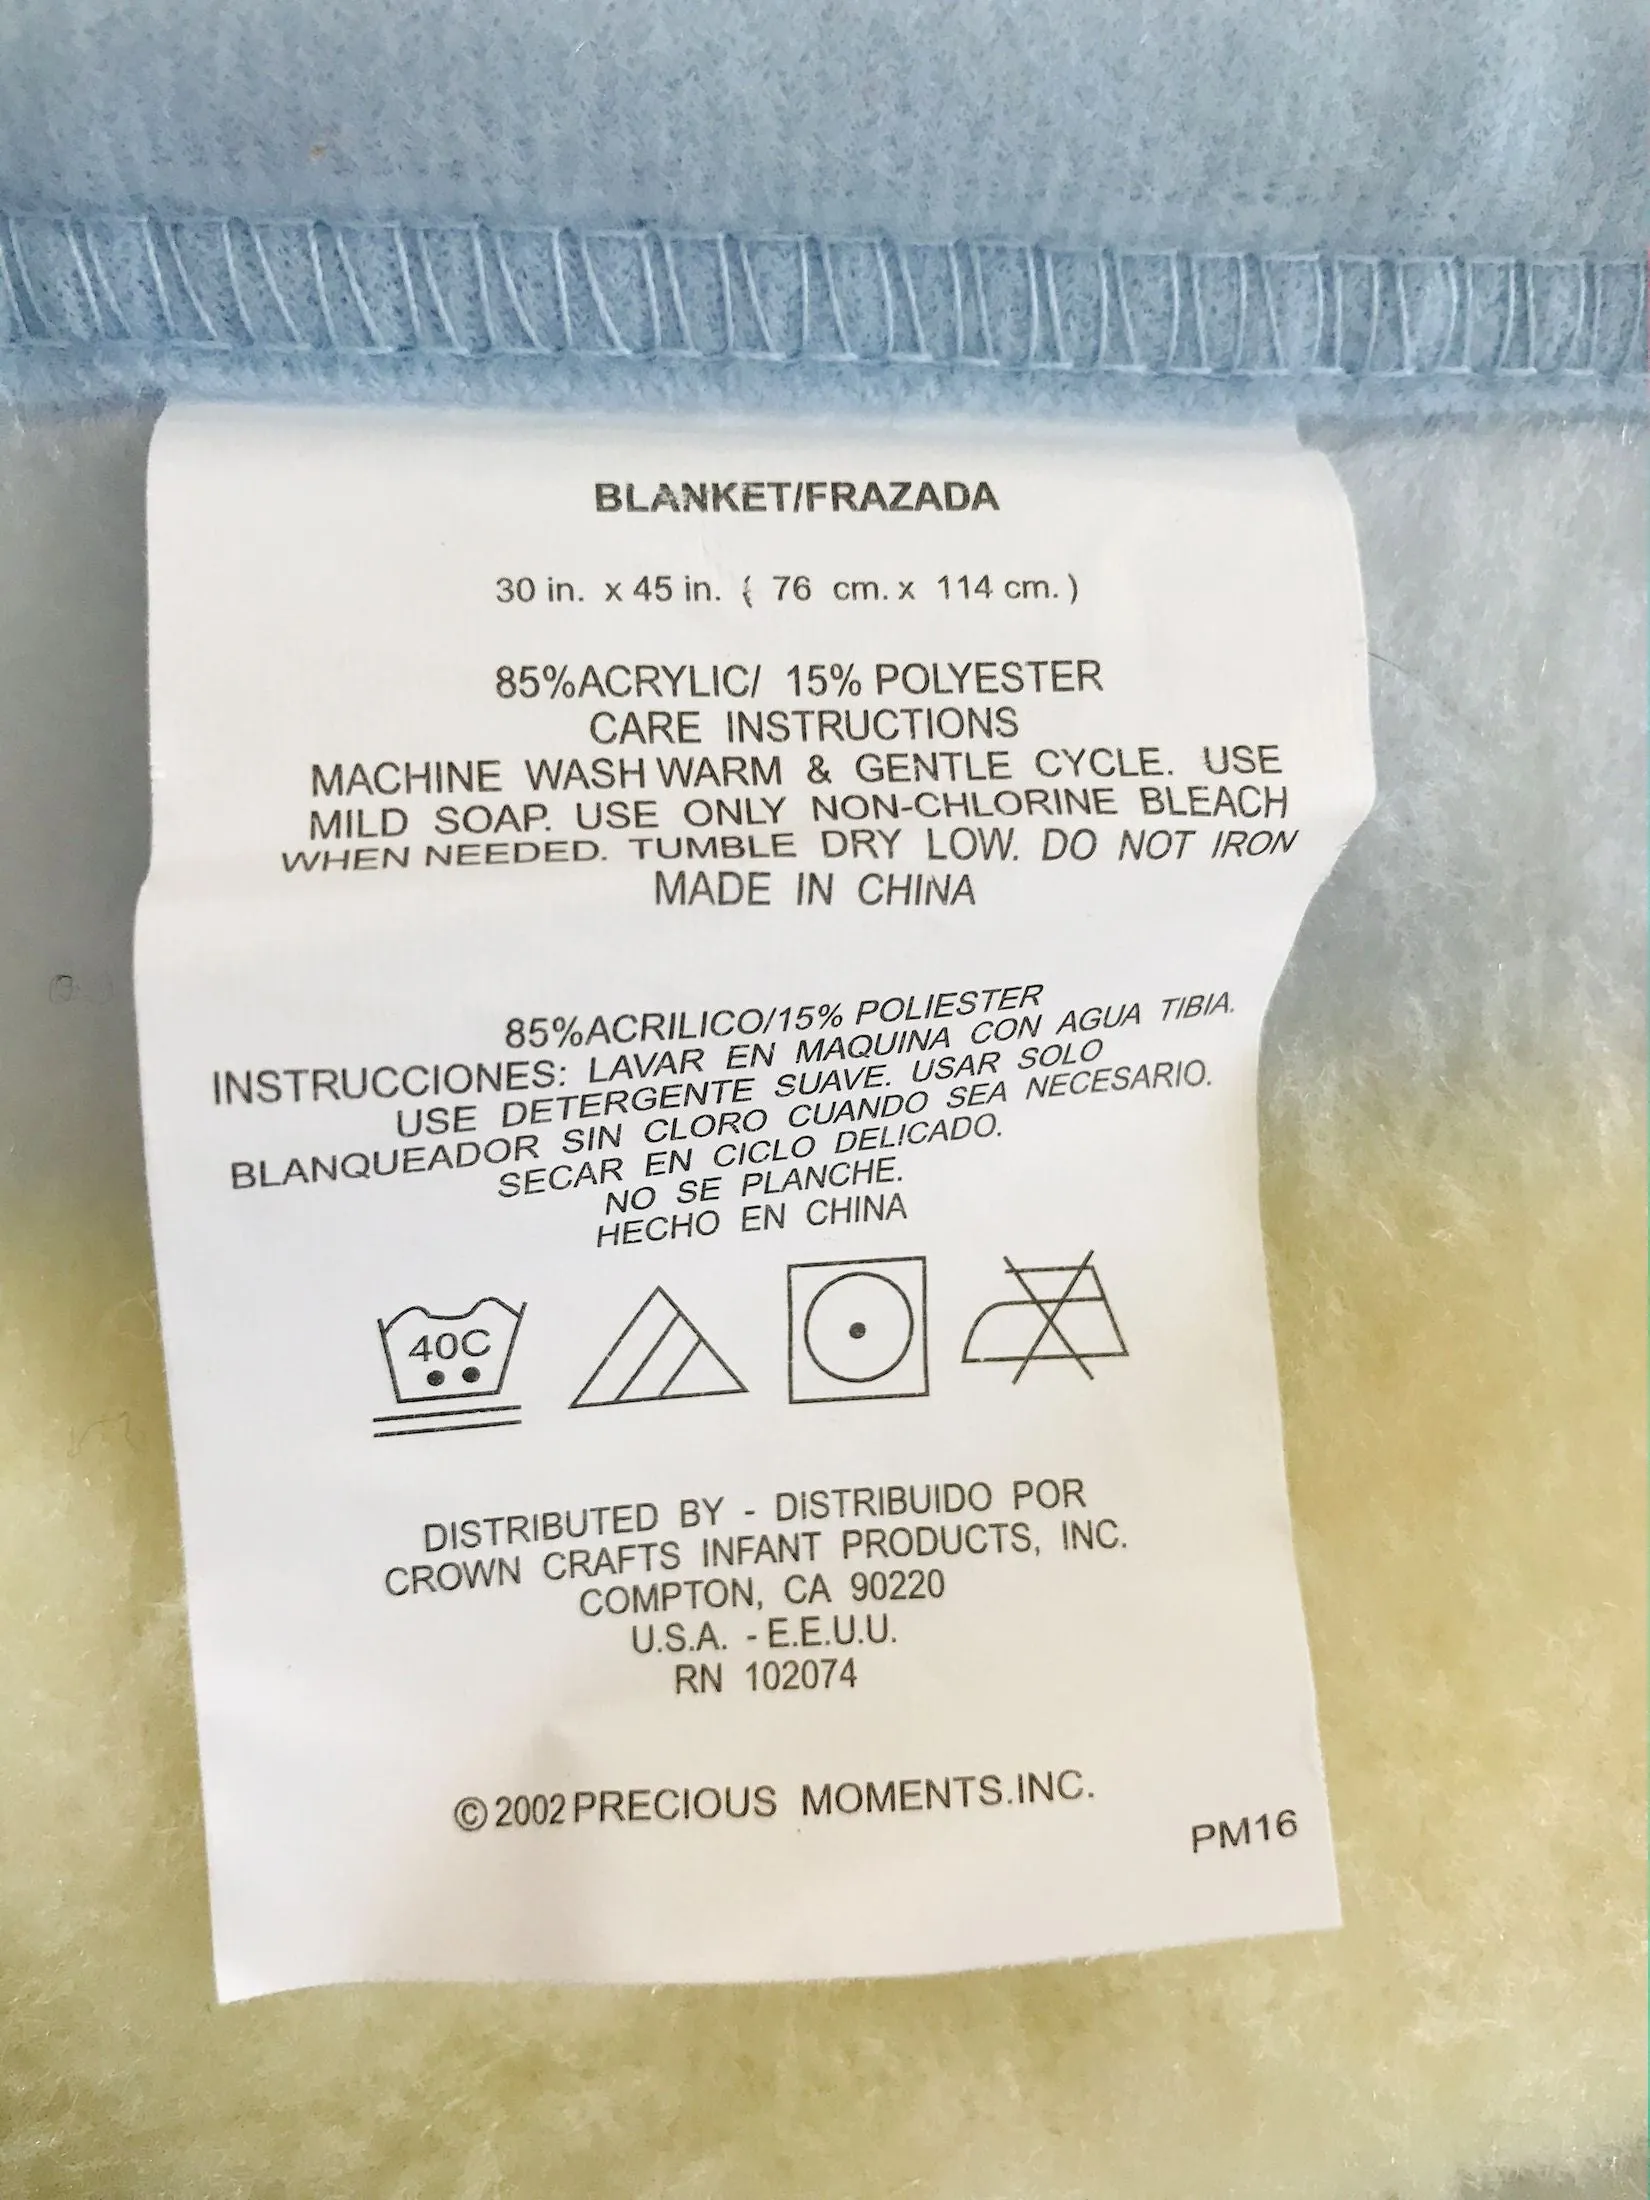 BLANKET/FRAZADA
30 in. x 45 in. ( 76 cm. x 114 cm. )
85%ACRYLIC/ 15% POLYESTER
CARE INSTRUCTIONS
MACHINE WASH WARM & GENTLE CYCLE. USE
MILD SOAP. USE ONLY NON-CHLORINE BLEACH
WHEN NEEDED. TUMBLE DRY LOW. DO NOT IRON
MADE IN CHINA
85%ACRILICO/15% POLIESTER
INSTRUCCIONES: LAVAR EN MAQUINA CON AGUA TIBIA.
USE DETERGENTE SUAVE. USAR SOLO
BLANQUEADOR SIN CLORO CUANDO SEA NECESARIO.
SECAR EN CICLO DELICADO.
NO SE PLANCHE.
HECHO EN CHINA
40C
DISTRIBUTED BY - DISTRIBUIDO POR
CROWN CRAFTS INFANT PRODUCTS, INC.
COMPTON, CA 90220
U.S.A. - E.E.U.U.
RN 102074
©2002 PRECIOUS MOMENTS.INC.
PM16